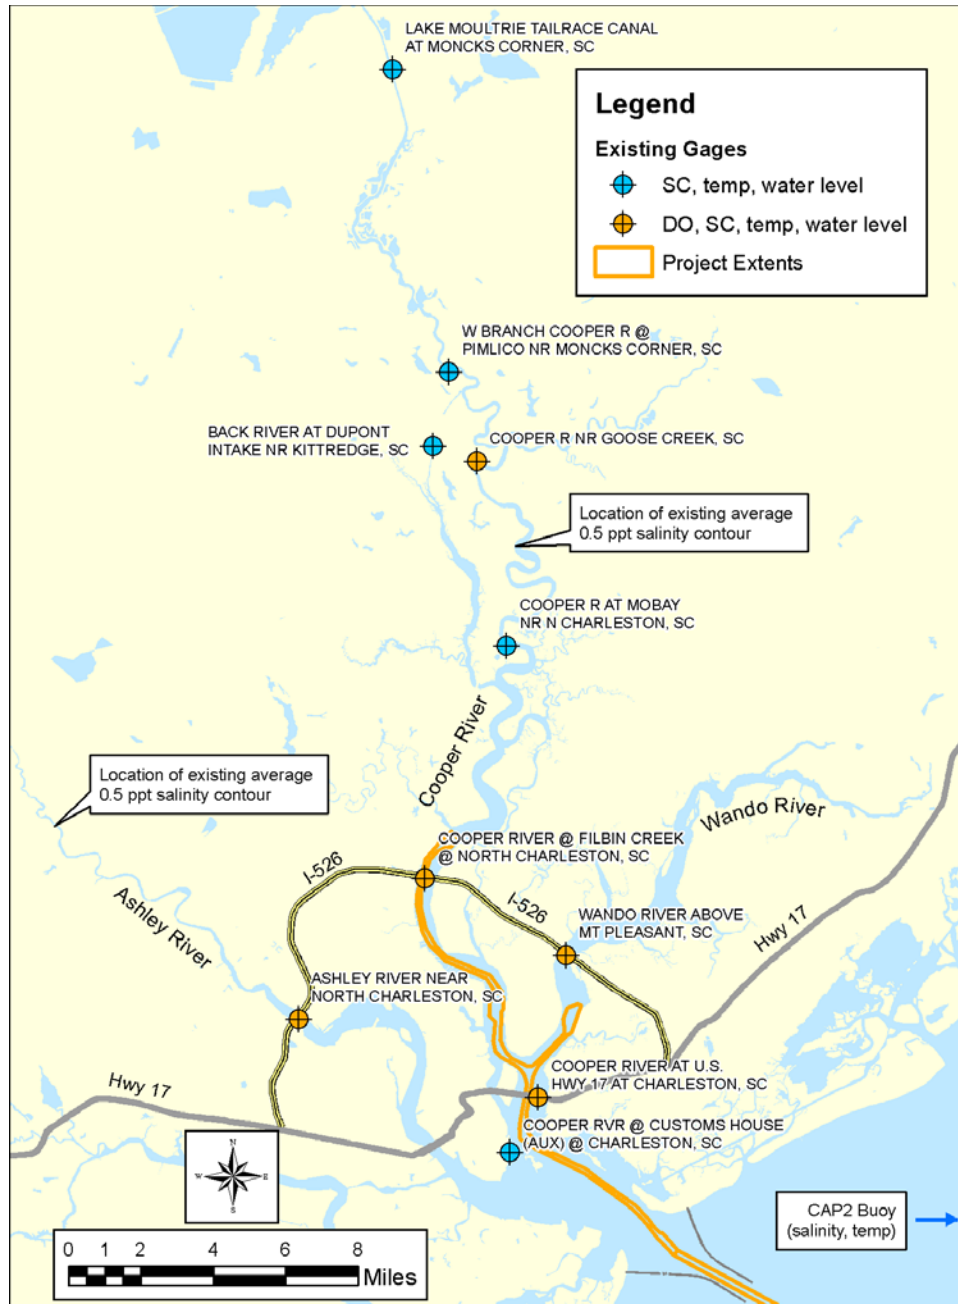 LAKE MOULTRIE TAILRACE CANAL
AT MONCKS CORNER, SC
Legend
Existing Gages
SC, temp, water level
DO, SC, temp, water level
Project Extents
W BRANCH COOPER R @
PIMLICO NR MONCKS CORNER, SC
BACK RIVER AT DUPONT
INTAKE NR KITTREDGE, SC
COOPER R NR GOOSE CREEK, SC
Location of existing average
0.5 ppt salinity contour
COOPER R AT MOBAY
NR N CHARLESTON, SC
Cooper River
Location of existing average
0.5 ppt salinity contour
Wando River
COOPER RIVER @ FILBIN CREEK
@ NORTH CHARLESTON, SC
I-526
I-526
Ashley River
WANDO RIVER ABOVE
MT PLEASANT, SC
Hwy 17
ASHLEY RIVER NEAR
NORTH CHARLESTON, SC
COOPER RIVER AT U.S.
HWY 17 AT CHARLESTON, SC
Hwy 17
COOPER RVR @ CUSTOMS HOUSE
(AUX) @ CHARLESTON, SC
N
W E
S
CAP2 Buoy
(salinity, temp)
0 1 2 4 6 8
Miles